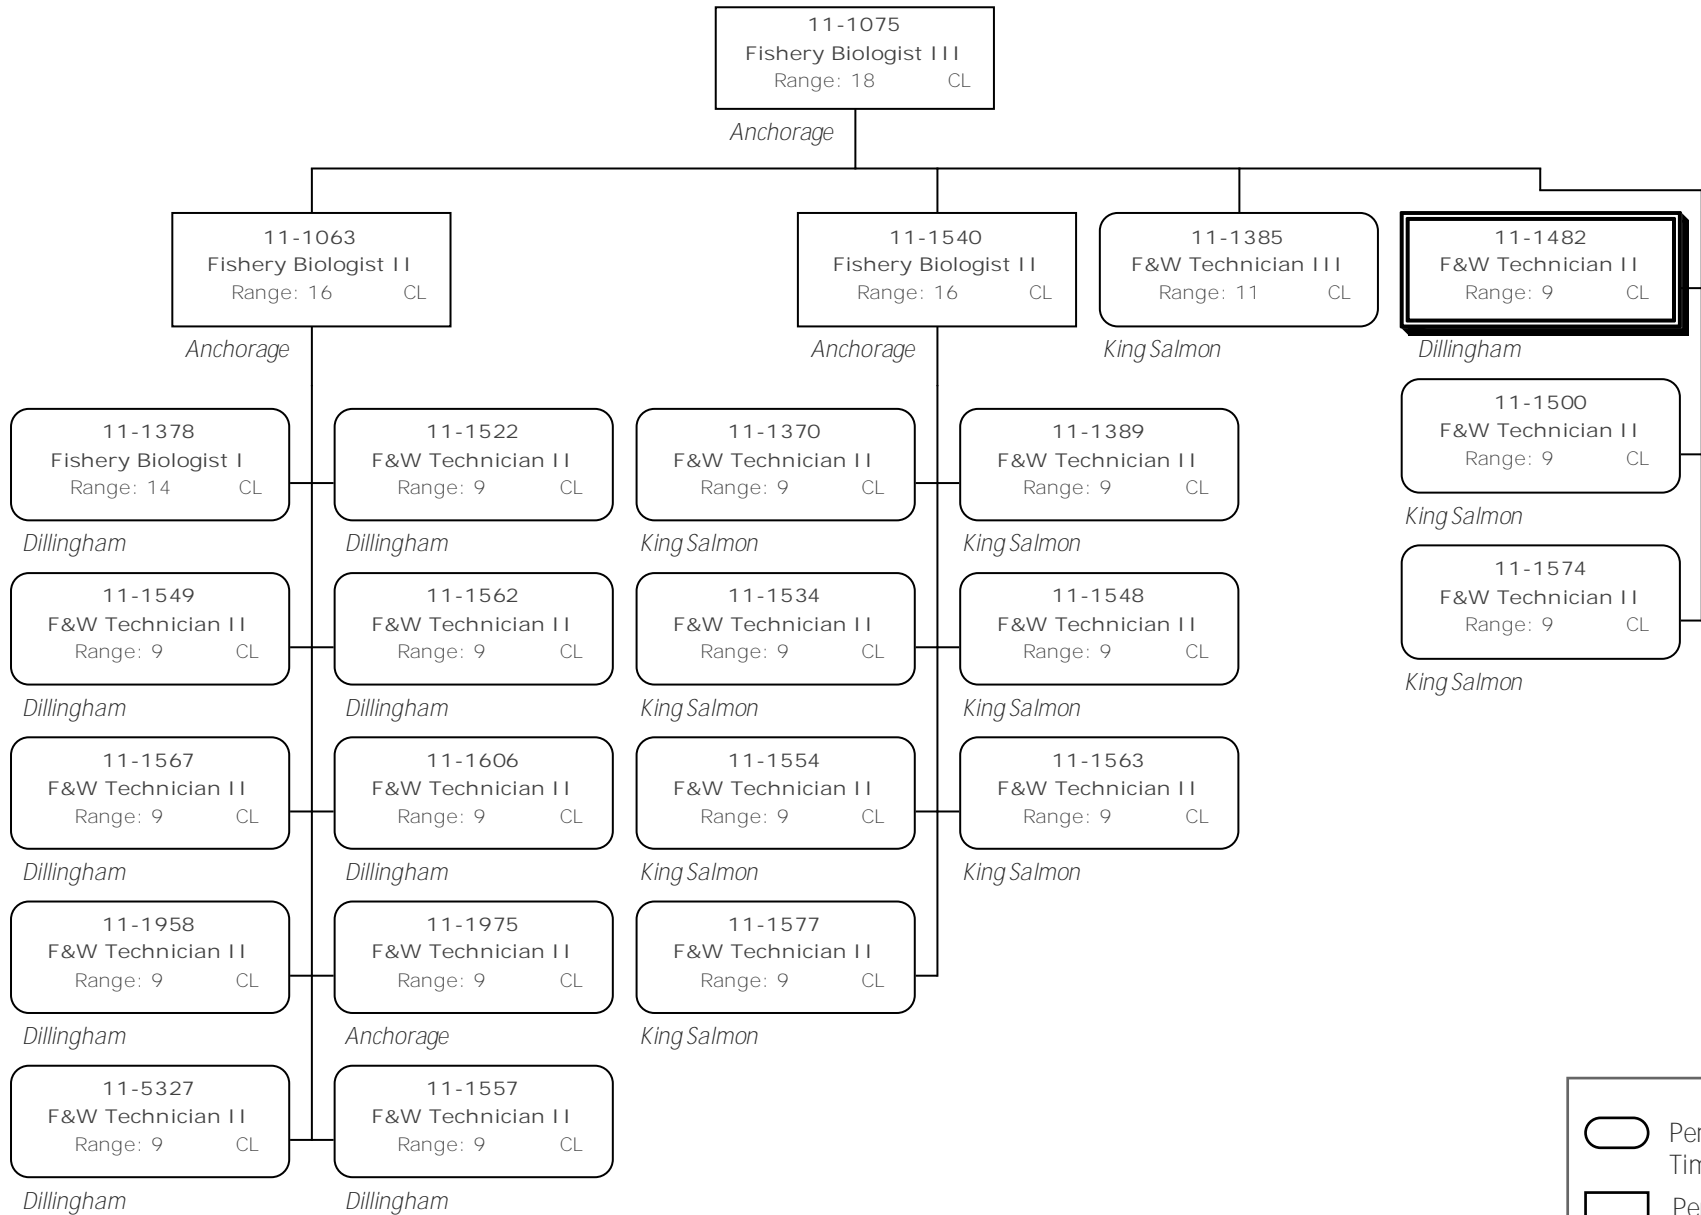 11-1075
Fishery Biologist III
Range: 18 CL
Anchorage
11-1063
Fishery Biologist II
Range: 16 CL
Anchorage
11-1540
Fishery Biologist II
Range: 16 CL
Anchorage
11-1385
F&W Technician III
Range: 11 CL
King Salmon
11-1482
F&W Technician II
Range: 9 CL
Dillingham
11-1500
F&W Technician II
Range: 9 CL
King Salmon
11-1574
F&W Technician II
Range: 9 CL
King Salmon
11-1378
Fishery Biologist I
Range: 14 CL
Dillingham
11-1522
F&W Technician II
Range: 9 CL
Dillingham
11-1370
F&W Technician II
Range: 9 CL
King Salmon
11-1389
F&W Technician II
Range: 9 CL
King Salmon
11-1549
F&W Technician II
Range: 9 CL
Dillingham
11-1562
F&W Technician II
Range: 9 CL
Dillingham
11-1534
F&W Technician II
Range: 9 CL
King Salmon
11-1548
F&W Technician II
Range: 9 CL
King Salmon
11-1567
F&W Technician II
Range: 9 CL
Dillingham
11-1606
F&W Technician II
Range: 9 CL
Dillingham
11-1554
F&W Technician II
Range: 9 CL
King Salmon
11-1563
F&W Technician II
Range: 9 CL
King Salmon
11-1958
F&W Technician II
Range: 9 CL
Dillingham
11-1975
F&W Technician II
Range: 9 CL
Anchorage
11-1577
F&W Technician II
Range: 9 CL
King Salmon
11-5327
F&W Technician II
Range: 9 CL
Dillingham
11-1557
F&W Technician II
Range: 9 CL
Dillingham